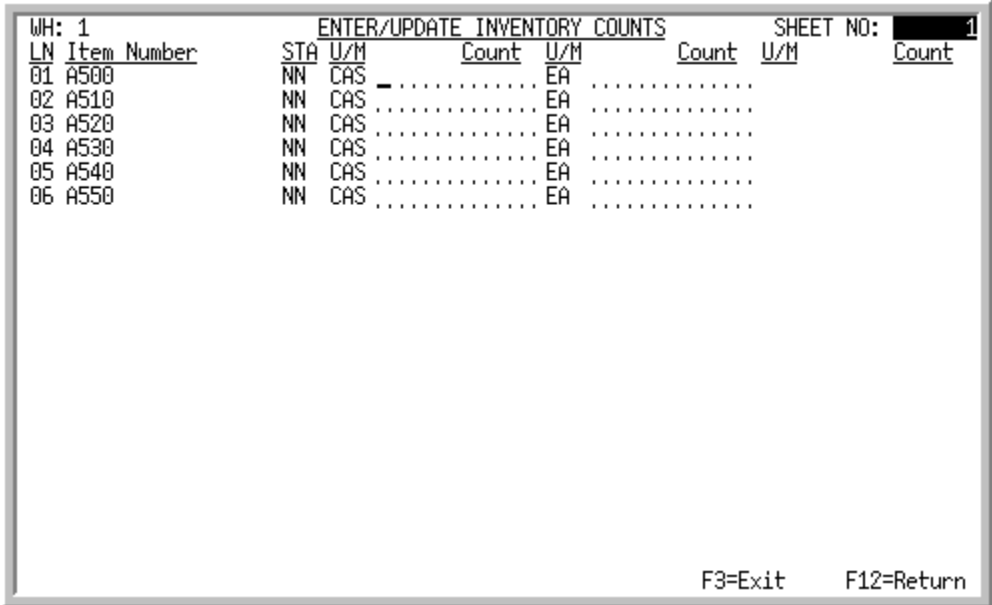 WH: 1 ENTER/UPDATE INVENTORY COUNTS SHEET NO: 1
LN Item Number STA U/M Count U/M Count U/M Count
01 A500 NN CAS _............. EA ..............
02 A510 NN CAS .............. EA ..............
03 A520 NN CAS .............. EA ..............
04 A530 NN CAS .............. EA ..............
05 A540 NN CAS .............. EA ..............
06 A550 NN CAS .............. EA ..............
F3=Exit F12=Return